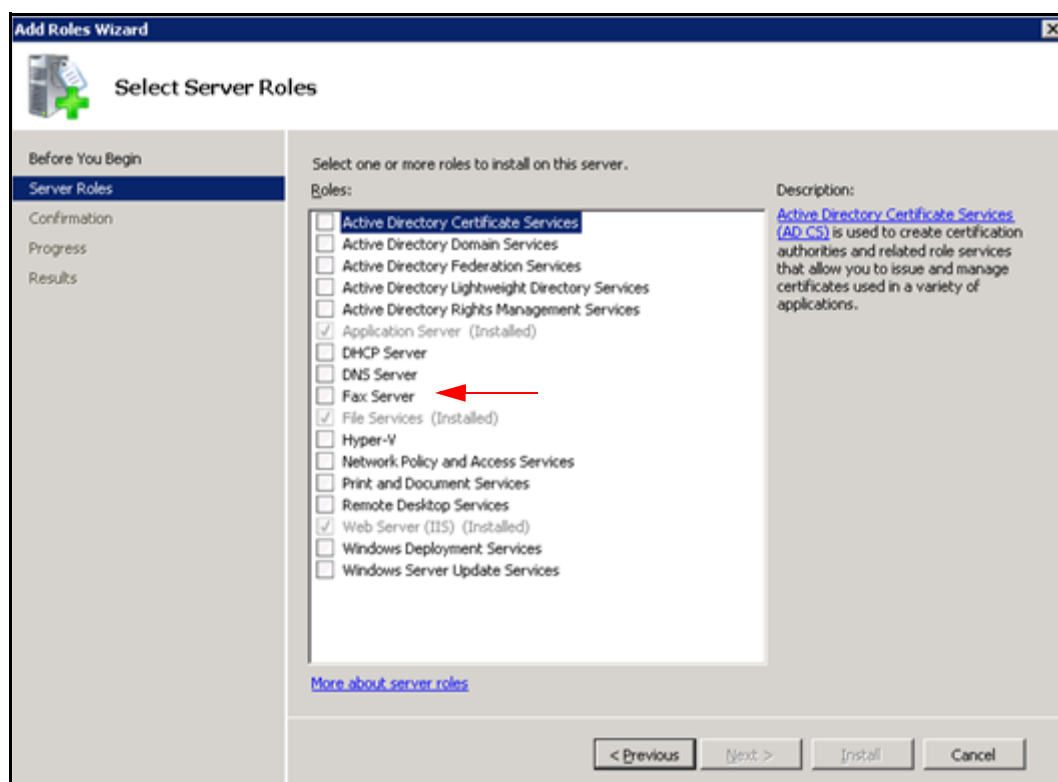 Add Roles Wizard
Select Server Roles
Before You Begin
Server Roles
Confirmation
Progress
Results
Select one or more roles to install on this server.
Roles:
Active Directory Certificate Services
Active Directory Domain Services
Active Directory Federation Services
Active Directory Lightweight Directory Services
Active Directory Rights Management Services
Application Server (Installed)
DHCP Server
DNS Server
Fax Server
File Services (Installed)
Hyper-V
Network Policy and Access Services
Print and Document Services
Remote Desktop Services
Web Server (IIS) (Installed)
Windows Deployment Services
Windows Server Update Services
More about server roles
Description:
Active Directory Certificate Services
(AD CS) is used to create certification
authorities and related role services
that allow you to issue and manage
certificates used in a variety of
applications.
< Previous
Next >
Install
Cancel